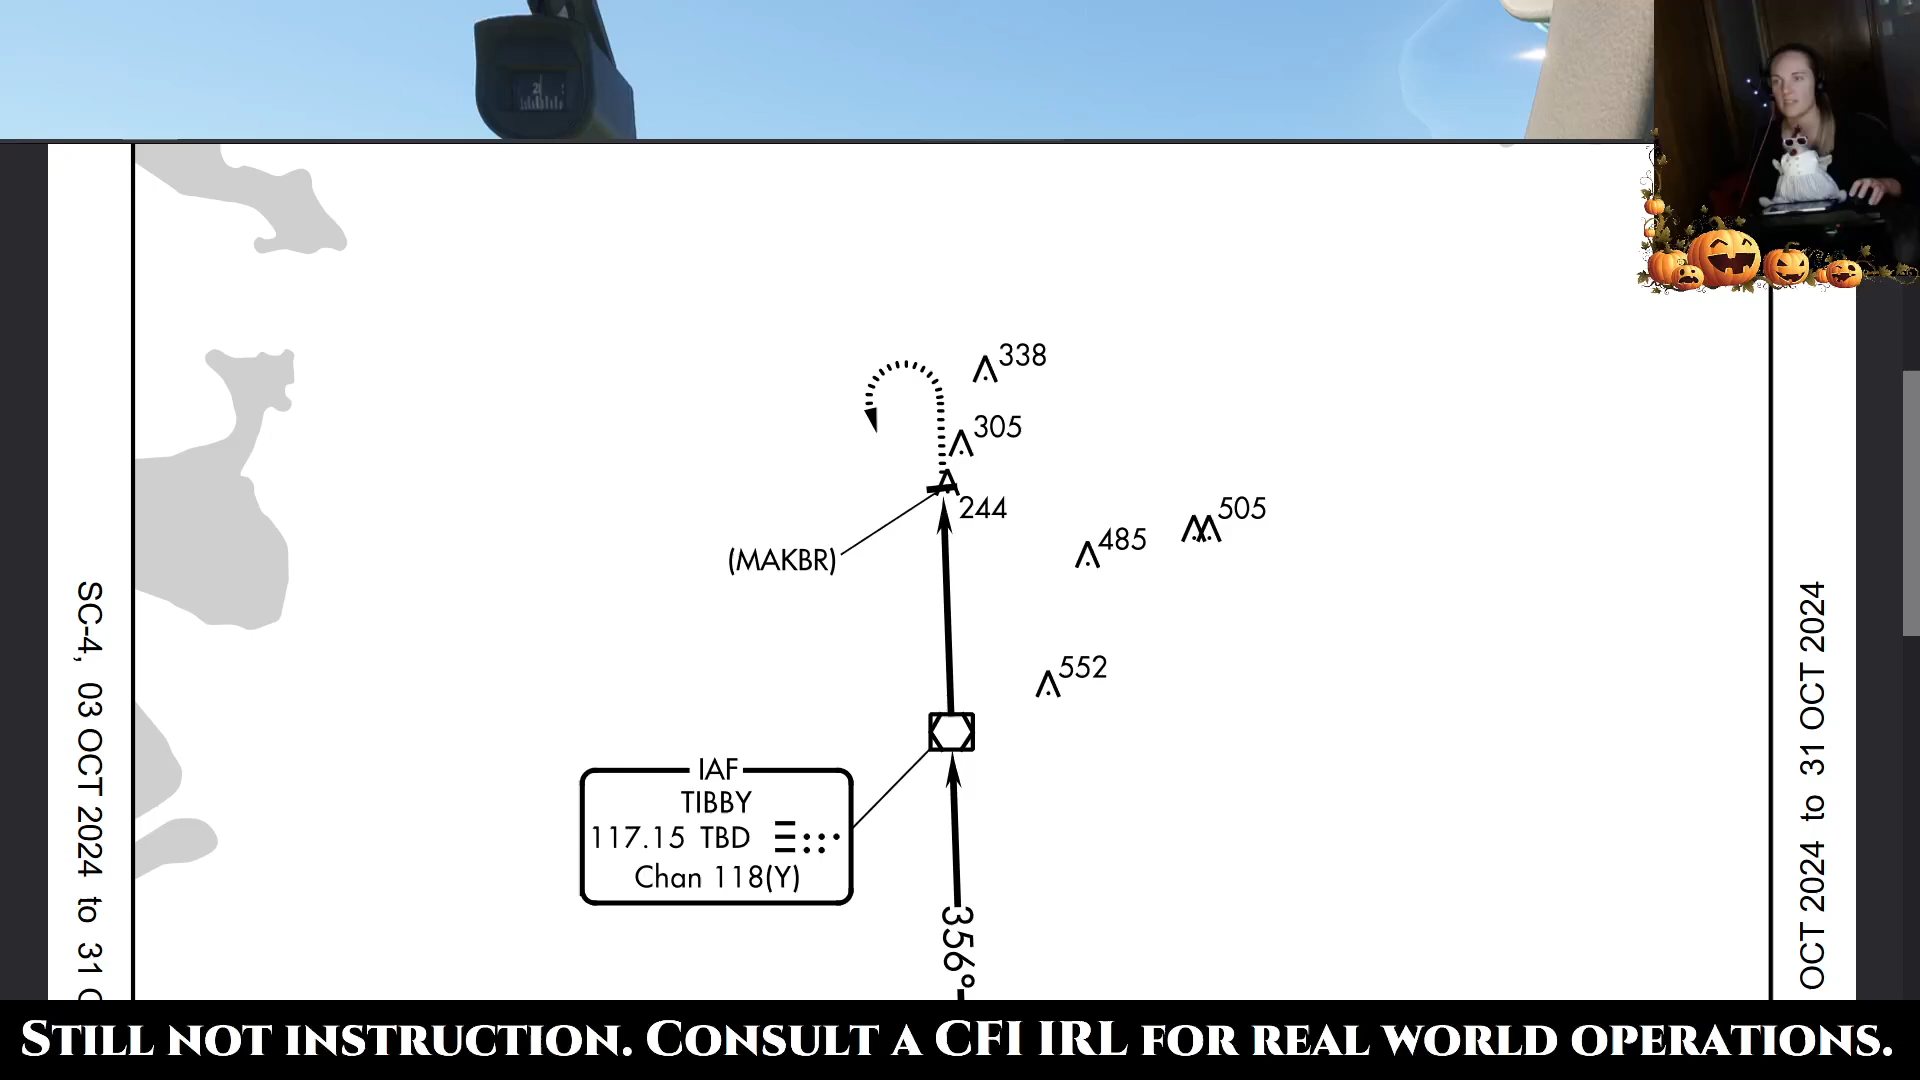 338
305
244
(MAKBR)
485
505
552
IAF
TIBBY
117.15 TBD
Chan 118(Y)
356°
SC-4, 03 OCT 2024 to 31 O
OCT 2024 to 31 OCT 2024
STILL NOT INSTRUCTION. CONSULT A CFI IRL FOR REAL WORLD OPERATIONS.